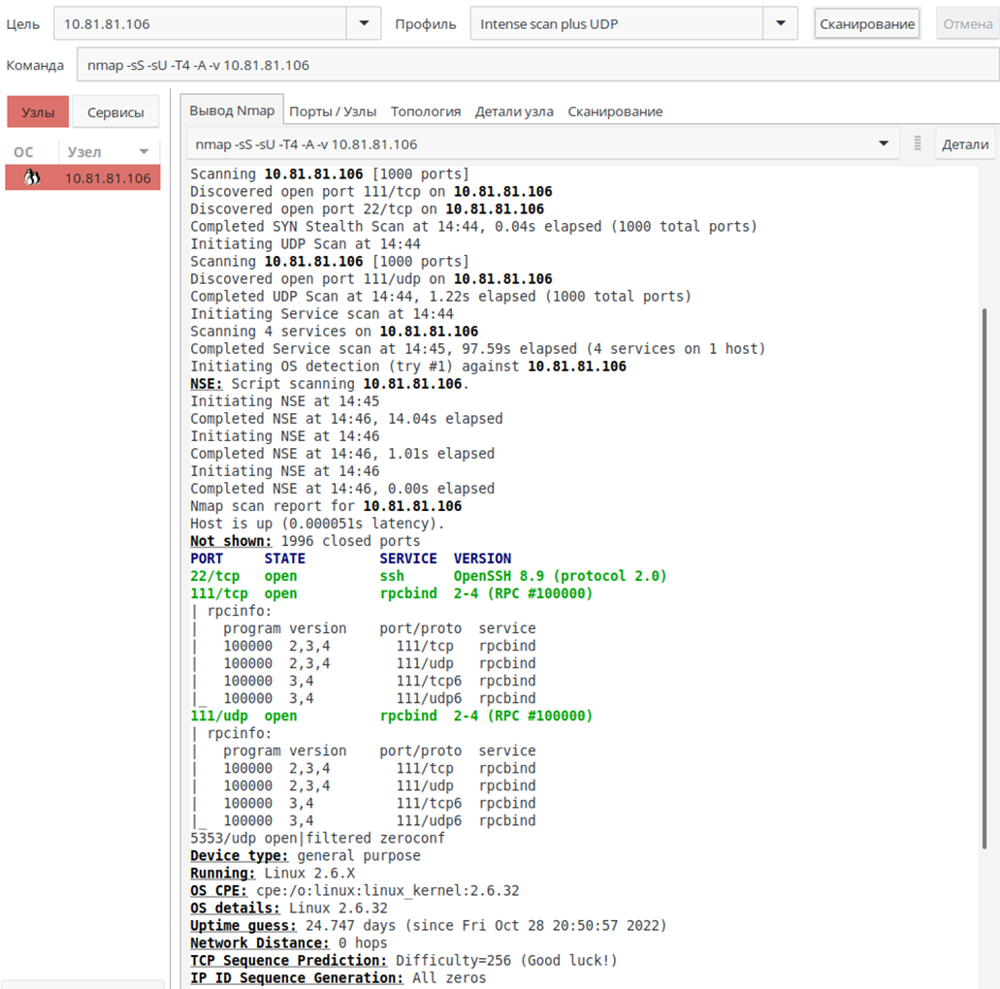 Цель 10.81.81.106 Профиль Intense scan plus UDP Сканирование Отмена
Команда nmap -sS -sU -T4 -A -v 10.81.81.106
Узлы Сервисы
ОС Узел
10.81.81.106
Вывод Nmap Порты / Узлы Топология Детали узла Сканирование
nmap -sS -sU -T4 -A -v 10.81.81.106 Детали
Scanning 10.81.81.106 [1000 ports]
Discovered open port 111/tcp on 10.81.81.106
Discovered open port 22/tcp on 10.81.81.106
Completed SYN Stealth Scan at 14:44, 0.04s elapsed (1000 total ports)
Initiating UDP Scan at 14:44
Scanning 10.81.81.106 [1000 ports]
Discovered open port 111/udp on 10.81.81.106
Completed UDP Scan at 14:44, 1.22s elapsed (1000 total ports)
Initiating Service scan at 14:44
Scanning 4 services on 10.81.81.106
Completed Service scan at 14:45, 97.59s elapsed (4 services on 1 host)
Initiating OS detection (try #1) against 10.81.81.106
NSE: Script scanning 10.81.81.106.
Initiating NSE at 14:45
Completed NSE at 14:46, 14.04s elapsed
Initiating NSE at 14:46
Completed NSE at 14:46, 1.01s elapsed
Initiating NSE at 14:46
Completed NSE at 14:46, 0.00s elapsed
Nmap scan report for 10.81.81.106
Host is up (0.000051s latency).
Not shown: 1996 closed ports
PORT STATE SERVICE VERSION
22/tcp open ssh OpenSSH 8.9 (protocol 2.0)
111/tcp open rpcbind 2-4 (RPC #100000)
| rpcinfo:
| program version port/proto service
| 100000 2,3,4 111/tcp rpcbind
| 100000 2,3,4 111/udp rpcbind
| 100000 3,4 111/tcp6 rpcbind
|_ 100000 3,4 111/udp6 rpcbind
111/udp open rpcbind 2-4 (RPC #100000)
| rpcinfo:
| program version port/proto service
| 100000 2,3,4 111/tcp rpcbind
| 100000 2,3,4 111/udp rpcbind
| 100000 3,4 111/tcp6 rpcbind
|_ 100000 3,4 111/udp6 rpcbind
5353/udp open|filtered zeroconf
Device type: general purpose
Running: Linux 2.6.X
OS CPE: cpe:/o:linux:linux_kernel:2.6.32
OS details: Linux 2.6.32
Uptime guess: 24.747 days (since Fri Oct 28 20:50:57 2022)
Network Distance: 0 hops
TCP Sequence Prediction: Difficulty=256 (Good luck!)
IP ID Sequence Generation: All zeros